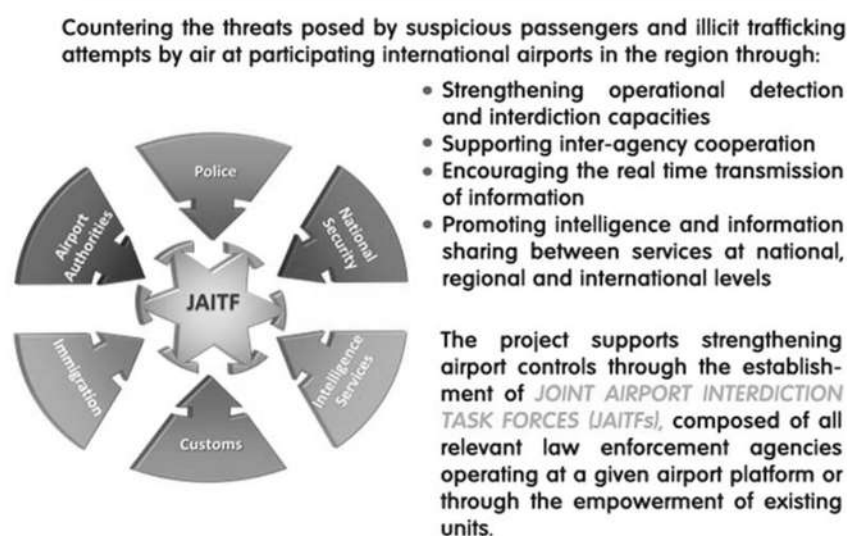 Countering the threats posed by suspicious passengers and illicit trafficking
attempts by air at participating international airports in the region through:
• Strengthening operational detection
and interdiction capacities
• Supporting inter-agency cooperation
• Encouraging the real time transmission
of information
• Promoting intelligence and information
sharing between services at national,
regional and international levels
Police
National
Security
Intelligence
Services
Customs
Immigration
Airport
Authorities
JAITF
The project supports strengthening
airport controls through the establish-
ment of JOINT AIRPORT INTERDICTION
TASK FORCES (JAITFs), composed of all
relevant law enforcement agencies
operating at a given airport platform or
through the empowerment of existing
units.